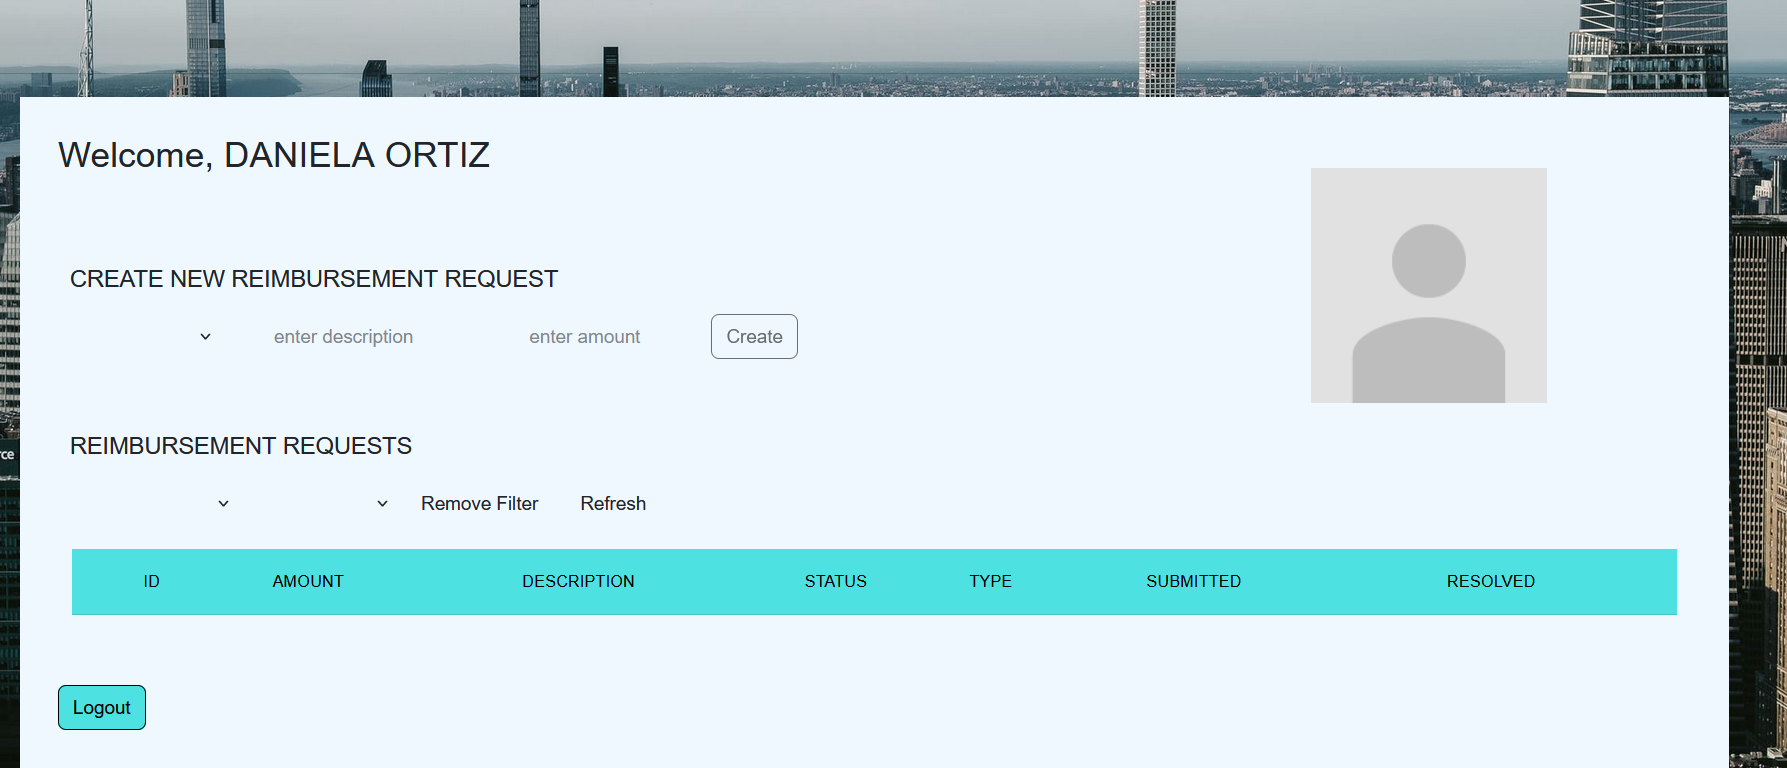 Welcome, DANIELA ORTIZ
CREATE NEW REIMBURSEMENT REQUEST
enter description enter amount Create
REIMBURSEMENT REQUESTS
rce
Remove Filter Refresh
ID AMOUNT DESCRIPTION STATUS TYPE SUBMITTED RESOLVED
Logout